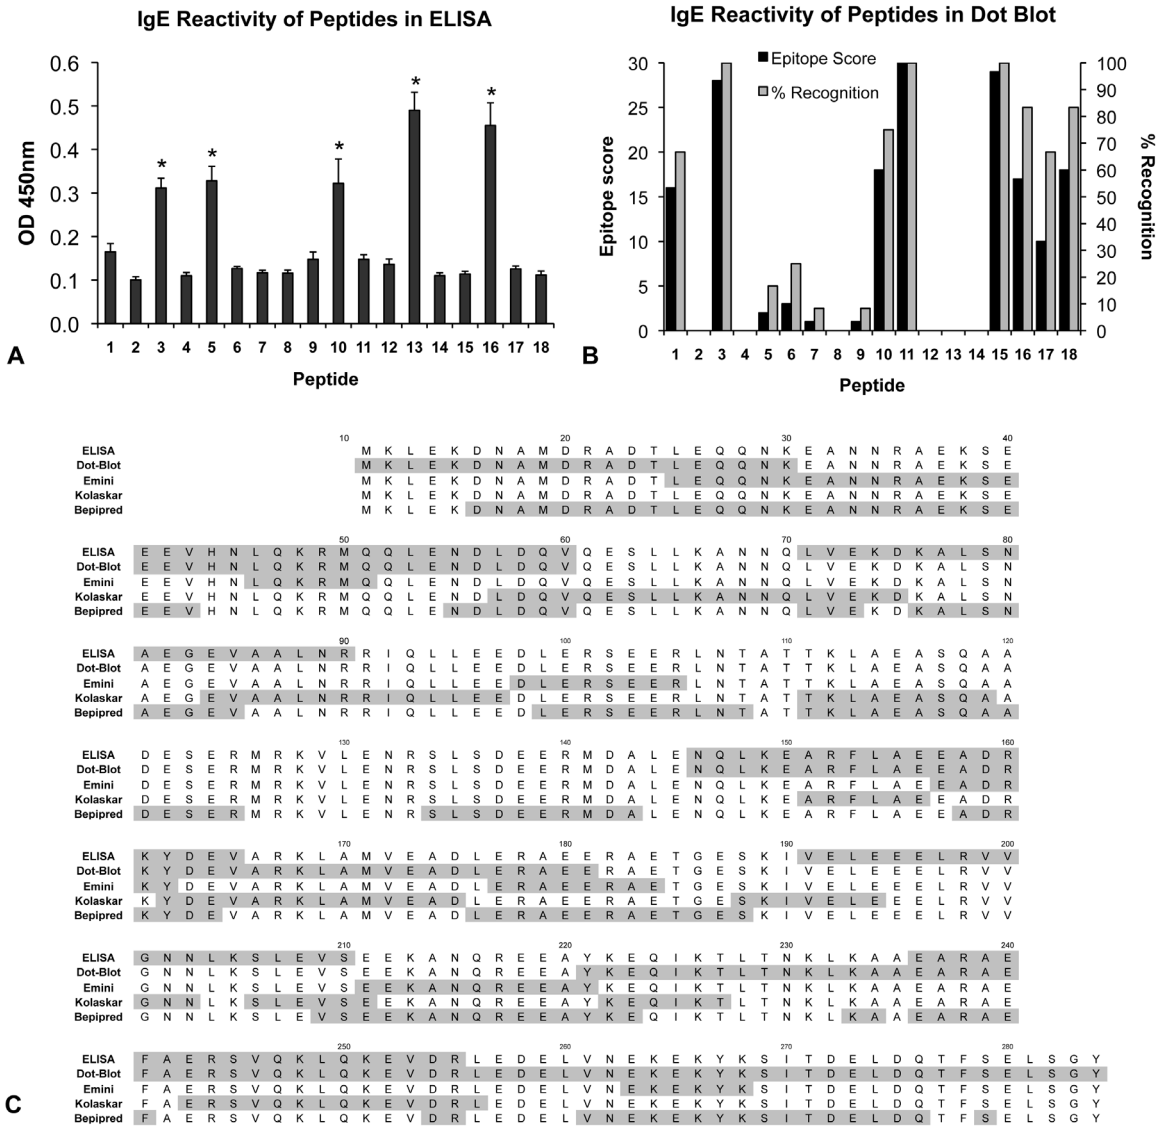 IgE Reactivity of Peptides in ELISA
0.6
0.5
0.4
0.3
0.2
0.1
0.0
OD 450nm
* * * * *
1 2 3 4 5 6 7 8 9 10 11 12 13 14 15 16 17 18
Peptide
A
IgE Reactivity of Peptides in Dot Blot
Epitope Score
% Recognition
30
25
20
15
10
5
0
Epitope score
100
90
80
70
60
50
40
30
20
10
0
% Recognition
1 2 3 4 5 6 7 8 9 10 11 12 13 14 15 16 17 18
Peptide
B
10 20 30 40
ELISA M K L E K D N A M D R A D T L E Q Q N K E A N N R A E K S E
Dot-Blot M K L E K D N A M D R A D T L E Q Q N K E A N N R A E K S E
Emini M K L E K D N A M D R A D T L E Q Q N K E A N N R A E K S E
Kolaskar M K L E K D N A M D R A D T L E Q Q N K E A N N R A E K S E
Bepipred M K L E K D N A M D R A D T L E Q Q N K E A N N R A E K S E
50 60 70 80
ELISA E E V H N L Q K R M Q Q L E N D L D Q V Q E S L L K A N N Q L V E K D K A L S N
Dot-Blot E E V H N L Q K R M Q Q L E N D L D Q V Q E S L L K A N N Q L V E K D K A L S N
Emini E E V H N L Q K R M Q Q L E N D L D Q V Q E S L L K A N N Q L V E K D K A L S N
Kolaskar E E V H N L Q K R M Q Q L E N D L D Q V Q E S L L K A N N Q L V E K D K A L S N
Bepipred E E V H N L Q K R M Q Q L E N D L D Q V Q E S L L K A N N Q L V E K D K A L S N
90 100 110 120
ELISA A E G E V A A L N R R I Q L L E E D L E R S E E R L N T A T T K L A E A S Q A A
Dot-Blot A E G E V A A L N R R I Q L L E E D L E R S E E R L N T A T T K L A E A S Q A A
Emini A E G E V A A L N R R I Q L L E E D L E R S E E R L N T A T T K L A E A S Q A A
Kolaskar A E G E V A A L N R R I Q L L E E D L E R S E E R L N T A T T K L A E A S Q A A
Bepipred A E G E V A A L N R R I Q L L E E D L E R S E E R L N T A T T K L A E A S Q A A
130 140 150 160
ELISA D E S E R M R K V L E N R S L S D E E R M D A L E N Q L K E A R F L A E E A D R
Dot-Blot D E S E R M R K V L E N R S L S D E E R M D A L E N Q L K E A R F L A E E A D R
Emini D E S E R M R K V L E N R S L S D E E R M D A L E N Q L K E A R F L A E E A D R
Kolaskar D E S E R M R K V L E N R S L S D E E R M D A L E N Q L K E A R F L A E E A D R
Bepipred D E S E R M R K V L E N R S L S D E E R M D A L E N Q L K E A R F L A E E A D R
170 180 190 200
ELISA K Y D E V A R K L A M V E A D L E R A E E R A E T G E S K I V E L E E E L R V V
Dot-Blot K Y D E V A R K L A M V E A D L E R A E E R A E T G E S K I V E L E E E L R V V
Emini K Y D E V A R K L A M V E A D L E R A E E R A E T G E S K I V E L E E E L R V V
Kolaskar K Y D E V A R K L A M V E A D L E R A E E R A E T G E S K I V E L E E E L R V V
Bepipred K Y D E V A R K L A M V E A D L E R A E E R A E T G E S K I V E L E E E L R V V
210 220 230 240
ELISA G N N L K S L E V S E E K A N Q R E E A Y K E Q I K T L T N K L K A A E A R A E
Dot-Blot G N N L K S L E V S E E K A N Q R E E A Y K E Q I K T L T N K L K A A E A R A E
Emini G N N L K S L E V S E E K A N Q R E E A Y K E Q I K T L T N K L K A A E A R A E
Kolaskar G N N L K S L E V S E E K A N Q R E E A Y K E Q I K T L T N K L K A A E A R A E
Bepipred G N N L K S L E V S E E K A N Q R E E A Y K E Q I K T L T N K L K A A E A R A E
250 260 270 280
ELISA F A E R S V Q K L Q K E V D R L E D E L V N E K E K Y K S I T D E L D Q T F S E L S G Y
Dot-Blot F A E R S V Q K L Q K E V D R L E D E L V N E K E K Y K S I T D E L D Q T F S E L S G Y
Emini F A E R S V Q K L Q K E V D R L E D E L V N E K E K Y K S I T D E L D Q T F S E L S G Y
Kolaskar F A E R S V Q K L Q K E V D R L E D E L V N E K E K Y K S I T D E L D Q T F S E L S G Y
Bepipred F A E R S V Q K L Q K E V D R L E D E L V N E K E K Y K S I T D E L D Q T F S E L S G Y
C